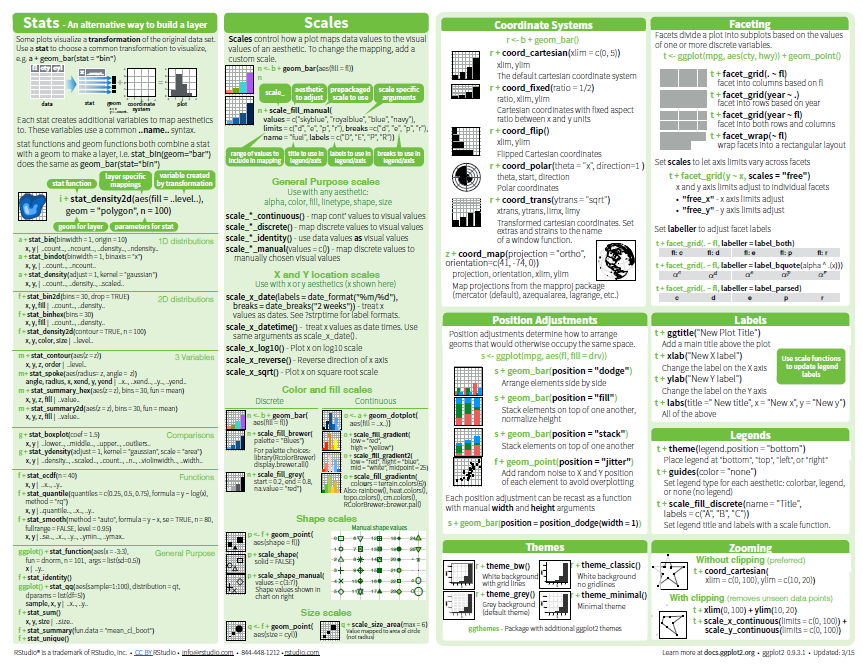 Stats - An alternative way to build a layer
Some plots visualize a transformation of the original data set.
Use a stat to choose a common transformation to visualize,
e.g. a + geom_bar(stat = "bin")
data
stat
geom
coordinate system
plot
Each stat creates additional variables to map aesthetics
to. These variables use a common ..name.. syntax.
stat functions and geom functions both combine a stat
with a geom to make a layer, i.e. stat_bin(geom="bar")
does the same as geom_bar(stat="bin")
stat function
layer specific mappings
variable created by transformation
i + stat_density2d(aes(fill = ..level..),
geom = "polygon", n = 100)
geom for layer
parameters for stat
a + stat_bin(binwidth = 1, origin = 10)
1D distributions
x, y | ..count.., ..ncount.., ..density.., ..ndensity..
a + stat_bindot(binwidth = 1, binaxis = "x")
x, y, | ..count.., ..ncount..
a + stat_density(adjust = 1, kernel = "gaussian")
x, y, | ..count.., ..density.., ..scaled..
f + stat_bin2d(bins = 30, drop = TRUE)
2D distributions
x, y, fill | ..count.., ..density..
f + stat_binhex(bins = 30)
x, y, fill | ..count.., ..density..
f + stat_density2d(contour = TRUE, n = 100)
x, y, color, size | ..level..
m + stat_contour(aes(z = z))
3 Variables
x, y, z, order | ..level..
m+ stat_spoke(aes(radius= z, angle = z))
angle, radius, x, xend, y, yend | ..x.., ..xend.., ..y.., ..yend..
m + stat_summary_hex(aes(z = z), bins = 30, fun = mean)
x, y, z, fill | ..value..
m + stat_summary2d(aes(z = z), bins = 30, fun = mean)
x, y, z, fill | ..value..
g + stat_boxplot(coef = 1.5)
Comparisons
x, y | ..lower.., ..middle.., ..upper.., ..outliers..
g + stat_ydensity(adjust = 1, kernel = "gaussian", scale = "area")
x, y | ..density.., ..scaled.., ..count.., ..n.., ..violinwidth.., ..width..
f + stat_ecdf(n = 40)
Functions
x, y | ..x.., ..y..
f + stat_quantile(quantiles = c(0.25, 0.5, 0.75), formula = y ~ log(x),
method = "rq")
x, y | ..quantile.., ..x.., ..y..
f + stat_smooth(method = "auto", formula = y ~ x, se = TRUE, n = 80,
fullrange = FALSE, level = 0.95)
x, y | ..se.., ..x.., ..y.., ..ymin.., ..ymax..
ggplot() + stat_function(aes(x = -3:3),
General Purpose
fun = dnorm, n = 101, args = list(sd=0.5))
x | ..y..
f + stat_identity()
ggplot() + stat_qq(aes(sample=1:100), distribution = qt,
dparams = list(df=5))
sample, x, y | ..x.., ..y..
f + stat_sum()
x, y, size | ..size..
f + stat_summary(fun.data = "mean_cl_boot")
f + stat_unique()
Scales
Scales control how a plot maps data values to the visual
values of an aesthetic. To change the mapping, add a
custom scale.
n <- b + geom_bar(aes(fill = fl))
n
scale_
aesthetic to adjust
prepackaged scale to use
scale specific arguments
n + scale_fill_manual(
values = c("skyblue", "royalblue", "blue", "navy"),
limits = c("d", "e", "p", "r"), breaks =c("d", "e", "p", "r"),
name = "fuel", labels = c("D", "E", "P", "R"))
range of values to include in mapping
title to use in legend/axis
labels to use in legend/axis
breaks to use in legend/axis
General Purpose scales
Use with any aesthetic:
alpha, color, fill, linetype, shape, size
scale_*_continuous() - map cont' values to visual values
scale_*_discrete() - map discrete values to visual values
scale_*_identity() - use data values as visual values
scale_*_manual(values = c()) - map discrete values to
manually chosen visual values
X and Y location scales
Use with x or y aesthetics (x shown here)
scale_x_date(labels = date_format("%m/%d"),
breaks = date_breaks("2 weeks")) - treat x
values as dates. See ?strptime for label formats.
scale_x_datetime() - treat x values as date times. Use
same arguments as scale_x_date().
scale_x_log10() - Plot x on log10 scale
scale_x_reverse() - Reverse direction of x axis
scale_x_sqrt() - Plot x on square root scale
Color and fill scales
Discrete
Continuous
n <- b + geom_bar(
aes(fill = fl))
n + scale_fill_brewer(
palette = "Blues")
For palette choices:
library(RColorBrewer)
display.brewer.all()
n + scale_fill_grey(
start = 0.2, end = 0.8,
na.value = "red")
o <- a + geom_dotplot(
aes(fill = ..x..))
o + scale_fill_gradient(
low = "red",
high = "yellow")
o + scale_fill_gradient2(
low = "red", high = "blue",
mid = "white", midpoint = 25)
o + scale_fill_gradientn(
colours = terrain.colors(6))
Also: rainbow(), heat.colors(),
topo.colors(), cm.colors(),
RColorBrewer::brewer.pal()
Shape scales
p <- f + geom_point(
aes(shape = fl))
p + scale_shape(
solid = FALSE)
p + scale_shape_manual(
values = c(3:7))
Shape values shown in
chart on right
Manual shape values
Size scales
q <- f + geom_point(
aes(size = cyl))
q + scale_size_area(max = 6)
Value mapped to area of circle
(not radius)
Coordinate Systems
r <- b + geom_bar()
r + coord_cartesian(xlim = c(0, 5))
xlim, ylim
The default cartesian coordinate system
r + coord_fixed(ratio = 1/2)
ratio, xlim, ylim
Cartesian coordinates with fixed aspect
ratio between x and y units
r + coord_flip()
xlim, ylim
Flipped Cartesian coordinates
r + coord_polar(theta = "x", direction=1 )
theta, start, direction
Polar coordinates
r + coord_trans(ytrans = "sqrt")
xtrans, ytrans, limx, limy
Transformed cartesian coordinates. Set
extras and strains to the name
of a window function.
z + coord_map(projection = "ortho",
orientation=c(41, -74, 0))
projection, orientation, xlim, ylim
Map projections from the mapproj package
(mercator (default), azequalarea, lagrange, etc.)
Position Adjustments
Position adjustments determine how to arrange
geoms that would otherwise occupy the same space.
s <- ggplot(mpg, aes(fl, fill = drv))
s + geom_bar(position = "dodge")
Arrange elements side by side
s + geom_bar(position = "fill")
Stack elements on top of one another,
normalize height
s + geom_bar(position = "stack")
Stack elements on top of one another
f + geom_point(position = "jitter")
Add random noise to X and Y position
of each element to avoid overplotting
Each position adjustment can be recast as a function
with manual width and height arguments
s + geom_bar(position = position_dodge(width = 1))
Themes
r + theme_bw()
White background
with grid lines
r + theme_grey()
Grey background
(default theme)
r + theme_classic()
White background
no gridlines
r + theme_minimal()
Minimal theme
ggthemes - Package with additional ggplot2 themes
Faceting
Facets divide a plot into subplots based on the values
of one or more discrete variables.
t <- ggplot(mpg, aes(cty, hwy)) + geom_point()
t + facet_grid(. ~ fl)
facet into columns based on fl
t + facet_grid(year ~ .)
facet into rows based on year
t + facet_grid(year ~ fl)
facet into both rows and columns
t + facet_wrap(~ fl)
wrap facets into a rectangular layout
Set scales to let axis limits vary across facets
t + facet_grid(y ~ x, scales = "free")
x and y axis limits adjust to individual facets
• "free_x" - x axis limits adjust
• "free_y" - y axis limits adjust
Set labeller to adjust facet labels
t + facet_grid(. ~ fl, labeller = label_both)
fl: c fl: d fl: e fl: p fl: r
t + facet_grid(. ~ fl, labeller = label_bquote(alpha ^ .(x)))
t + facet_grid(. ~ fl, labeller = label_parsed)
c d e p r
Labels
t + ggtitle("New Plot Title")
Add a main title above the plot
t + xlab("New X label")
Change the label on the X axis
t + ylab("New Y label")
Change the label on the Y axis
t + labs(title =" New title", x = "New x", y = "New y")
All of the above
Use scale functions to update legend labels
Legends
t + theme(legend.position = "bottom")
Place legend at "bottom", "top", "left", or "right"
t + guides(color = "none")
Set legend type for each aesthetic: colorbar, legend,
or none (no legend)
t + scale_fill_discrete(name = "Title",
labels = c("A", "B", "C"))
Set legend title and labels with a scale function.
Zooming
Without clipping (preferred)
t + coord_cartesian(
xlim = c(0, 100), ylim = c(10, 20))
With clipping (removes unseen data points)
t + xlim(0, 100) + ylim(10, 20)
t + scale_x_continuous(limits = c(0, 100)) +
scale_y_continuous(limits = c(0, 100))
RStudio® is a trademark of RStudio, Inc. • CC BY RStudio • info@rstudio.com • 844-448-1212 • rstudio.com
Learn more at docs.ggplot2.org • ggplot2 0.9.3.1 • Updated: 3/15